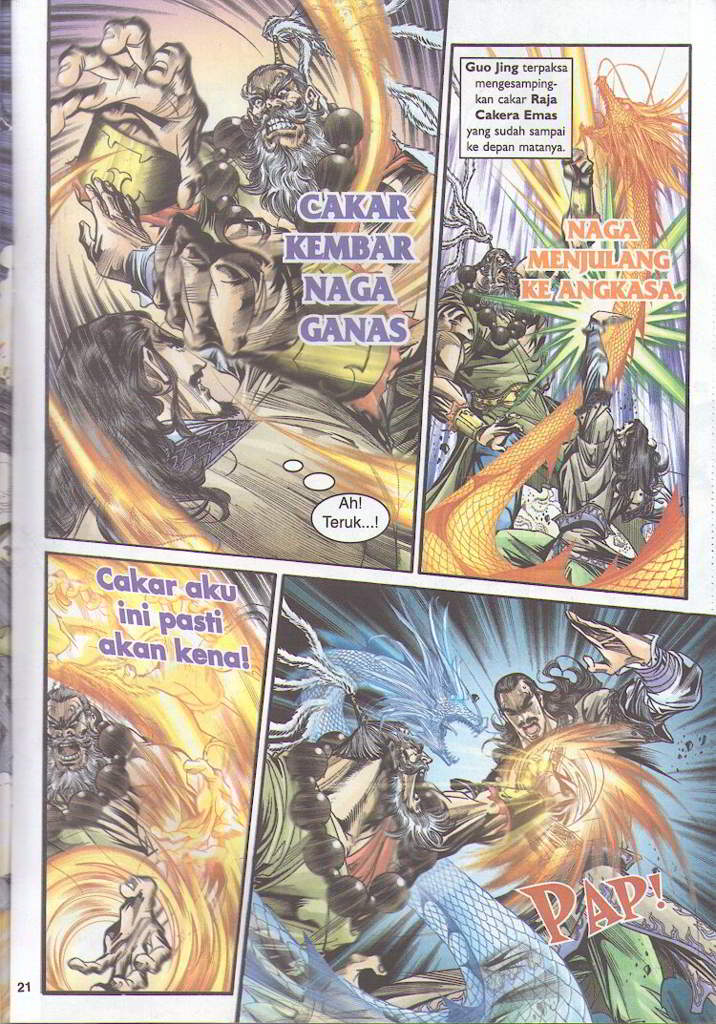 CAKAR
KEMBAR
NAGA
GANAS
Ah!
Teruk...!
Guo Jing terpaksa
mengesamping-
kan cakar Raja
Cakera Emas
yang sudah sampai
ke depan matanya.
NAGA
MENJULANG
KE ANGKASA.
Cakar aku
ini pasti
akan kena!
PAP!
21